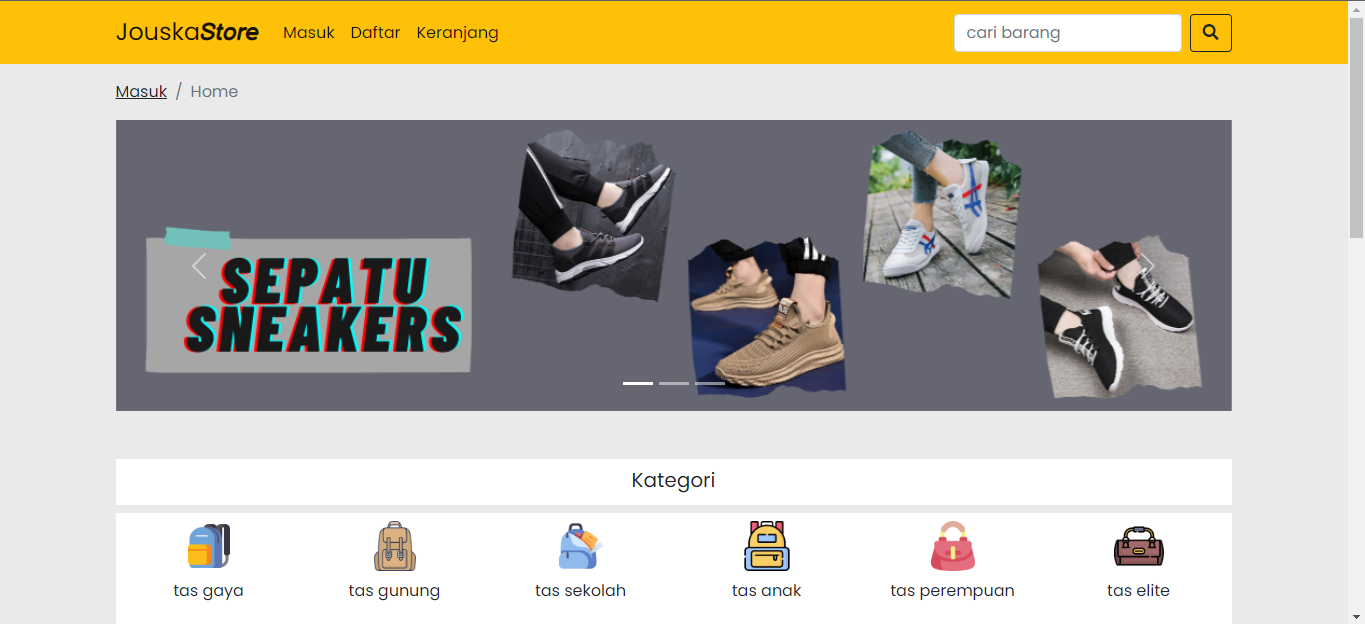 JouskaStore Masuk Daftar Keranjang cari barang
Masuk / Home
SEPATU
SNEAKERS
Kategori
tas gaya tas gunung tas sekolah tas anak tas perempuan tas elite